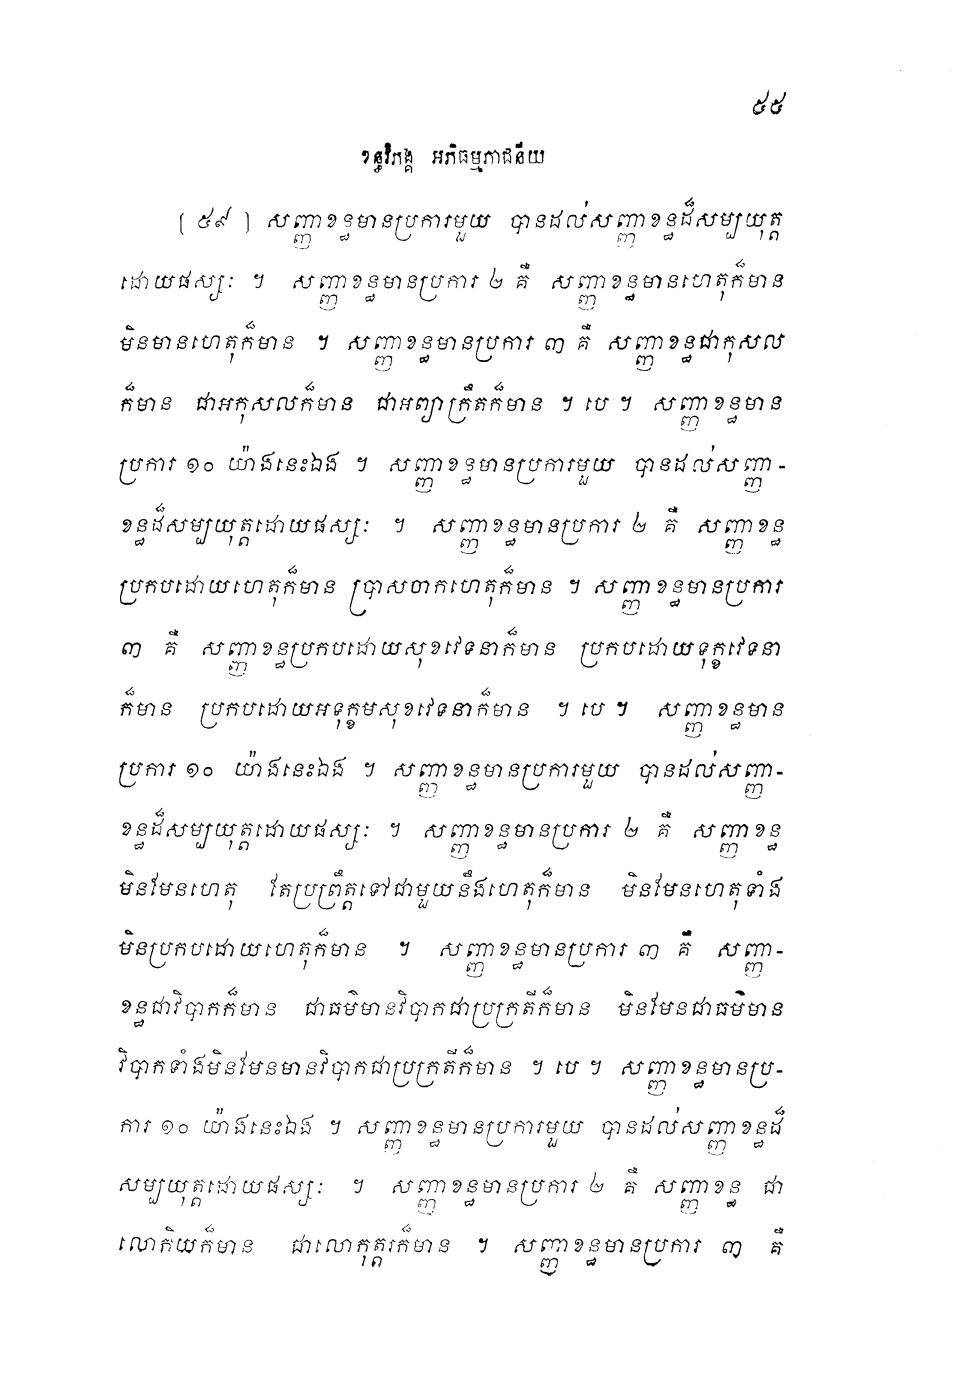 ៥៥
ខន្ធវិភង្គ អភិធម្មភាជនីយ
[ ៥៩ ] សញ្ញាខន្ធមានប្រការមួយ បានដល់សញ្ញាខន្ធដ៏សម្បយុត្ត
ដោយផស្សៈ ។ សញ្ញាខន្ធមានប្រការ ២ គឺ សញ្ញាខន្ធមានហេតុក៏មាន
មិនមានហេតុក៏មាន ។ សញ្ញាខន្ធមានប្រការ ៣ គឺ សញ្ញាខន្ធជាកុសល
ក៏មាន ជាអកុសលក៏មាន ជាអព្យាក្រឹតក៏មាន ។ បេ ។ សញ្ញាខន្ធមាន
ប្រការ ១០ យ៉ាងនេះឯង ។ សញ្ញាខន្ធមានប្រការមួយ បានដល់សញ្ញា-
ខន្ធដ៏សម្បយុត្តដោយផស្សៈ ។ សញ្ញាខន្ធមានប្រការ ២ គឺ សញ្ញាខន្ធ
ប្រកបដោយហេតុក៏មាន ប្រាសចាកហេតុក៏មាន ។ សញ្ញាខន្ធមានប្រការ
៣ គឺ សញ្ញាខន្ធប្រកបដោយសុខវេទនាក៏មាន ប្រកបដោយទុក្ខវេទនា
ក៏មាន ប្រកបដោយអទុក្ខមសុខវេទនាក៏មាន ។ បេ ។ សញ្ញាខន្ធមាន
ប្រការ ១០ យ៉ាងនេះឯង ។ សញ្ញាខន្ធមានប្រការមួយ បានដល់សញ្ញា-
ខន្ធដ៏សម្បយុត្តដោយផស្សៈ ។ សញ្ញាខន្ធមានប្រការ ២ គឺ សញ្ញាខន្ធ
មិនមែនហេតុ តែប្រព្រឹត្តទៅជាមួយនឹងហេតុក៏មាន មិនមែនហេតុទាំង
មិនប្រកបដោយហេតុក៏មាន ។ សញ្ញាខន្ធមានប្រការ ៣ គឺ សញ្ញា-
ខន្ធជាវិបាកក៏មាន ជាធម៌មានវិបាកជាប្រក្រតីក៏មាន មិនមែនជាធម៌មាន
វិបាកទាំងមិនមែនមានវិបាកជាប្រក្រតីក៏មាន ។ បេ ។ សញ្ញាខន្ធមានប្រ-
ការ ១០ យ៉ាងនេះឯង ។ សញ្ញាខន្ធមានប្រការមួយ បានដល់សញ្ញាខន្ធដ៏
សម្បយុត្តដោយផស្សៈ ។ សញ្ញាខន្ធមានប្រការ ២ គឺ សញ្ញាខន្ធ ជា
លោកិយក៏មាន ជាលោកុត្តរក៏មាន ។ សញ្ញាខន្ធមានប្រការ ៣ គឺ